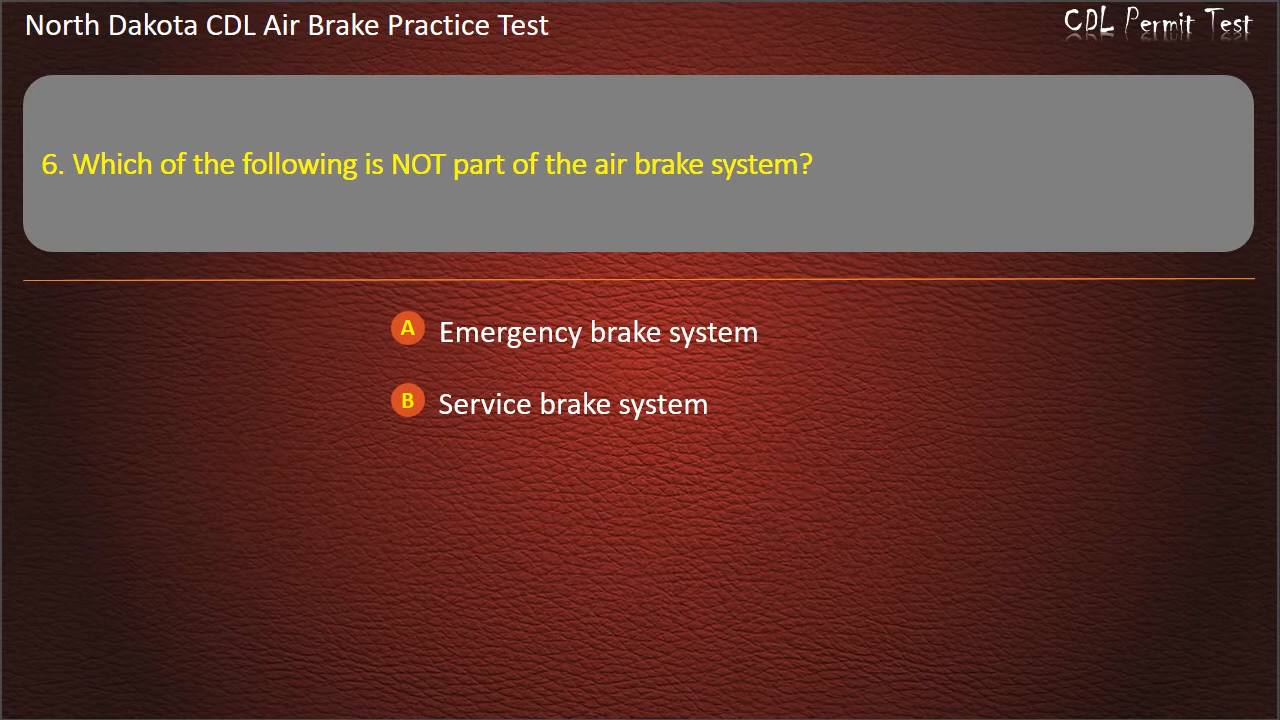 North Dakota CDL Air Brake Practice Test
CDL Permit Test
6. Which of the following is NOT part of the air brake system?
A Emergency brake system
B Service brake system